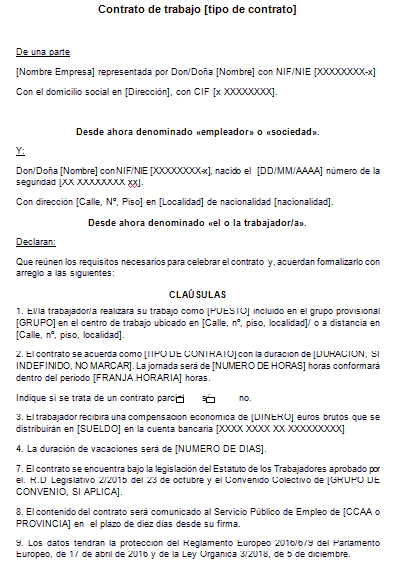 Contrato de trabajo [tipo de contrato]
De una parte
[Nombre Empresa] representada por Don/Doña [Nombre] con NIF/NIE [XXXXXXXX-x]
Con el domicilio social en [Dirección], con CIF [x XXXXXXXX].
Desde ahora denominado «empleador» o «sociedad».
Y:
Don/Doña [Nombre] con NIF/NIE [XXXXXXXX-x], nacido el [DD/MM/AAAA] número de la
seguridad [XX XXXXXXXX xx].
Con dirección [Calle, Nº, Piso] en [Localidad] de nacionalidad [nacionalidad].
Desde ahora denominado «el o la trabajador/a».
Declaran:
Que reúnen los requisitos necesarios para celebrar el contrato y, acuerdan formalizarlo con
arreglo a las siguientes:
CLAÚSULAS
1. El/la trabajador/a realizará su trabajo como [PUESTO] incluido en el grupo provisional
[GRUPO] en el centro de trabajo ubicado en [Calle, nº, piso, localidad]/ o a distancia en
[Calle, nº, piso, localidad].
2. El contrato se acuerda como [TIPO DE CONTRATO] con la duración de [DURACIÓN, SI
INDEFINIDO, NO MARCAR]. La jornada será de [NUMERO DE HORAS] horas conformará
dentro del período [FRANJA HORARIA] horas.
Indique si se trata de un contrato parcial sí no.
3. El trabajador recibirá una compensación económica de [DINERO] euros brutos que se
distribuirán en [SUELDO] en la cuenta bancaria [XXXX XXXX XX XXXXXXXXX]
4. La duración de vacaciones será de [NUMERO DE DIAS].
7. El contrato se encuentra bajo la legislación del Estatuto de los Trabajadores aprobado por
el. R.D Legislativo 2/2015 del 23 de octubre y el Convenido Colectivo de [GRUPO DE
CONVENIO, SI APLICA].
8. El contenido del contrato será comunicado al Servicio Público de Empleo de [CCAA o
PROVINCIA] en el plazo de diez días desde su firma.
9. Los datos tendrán la protección del Reglamento Europeo 2016/679 del Parlamento
Europeo, de 17 de abril de 2016 y de la Ley Orgánica 3/2018, de 5 de diciembre.